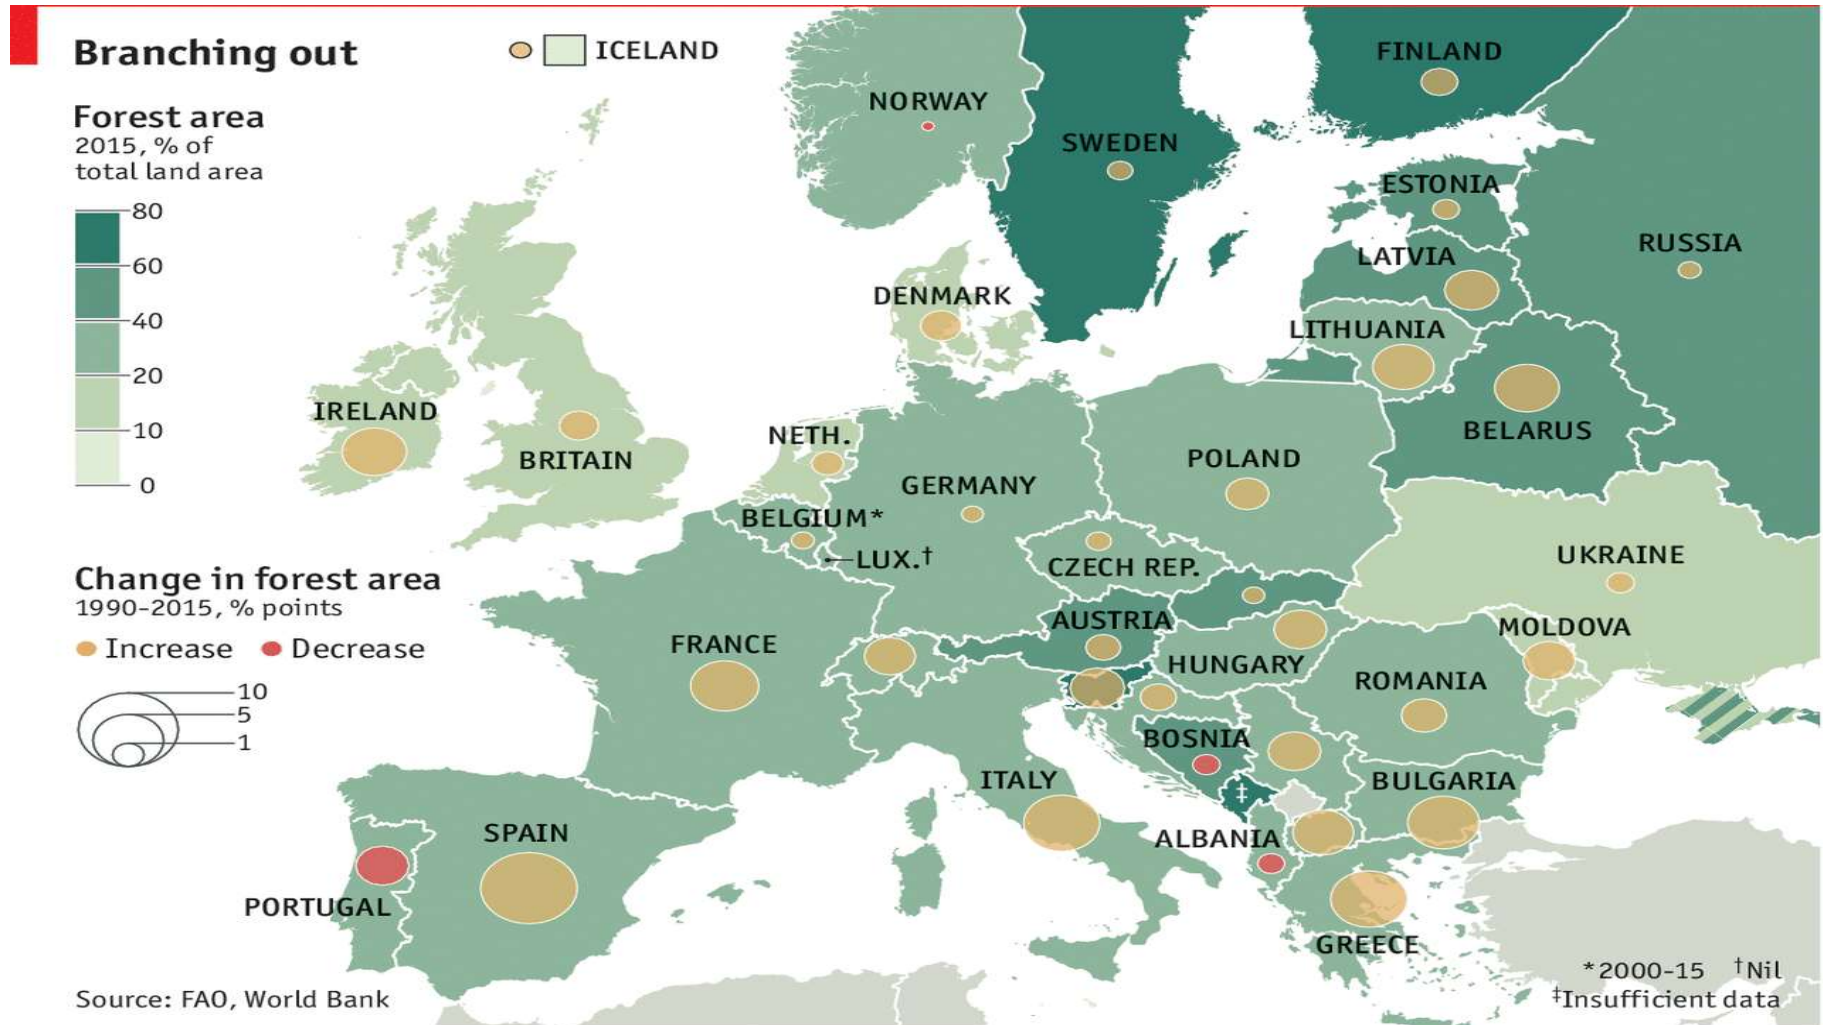 Branching out
ICELAND
Forest area
2015, % of
total land area
80
60
40
20
10
0
Change in forest area
1990-2015, % points
Increase
Decrease
10
5
1
FINLAND
NORWAY
SWEDEN
ESTONIA
RUSSIA
LATVIA
DENMARK
LITHUANIA
IRELAND
BRITAIN
NETH.
BELARUS
POLAND
GERMANY
BELGIUM*
LUX.†
CZECH REP.
UKRAINE
AUSTRIA
MOLDOVA
FRANCE
HUNGARY
ROMANIA
BOSNIA
ITALY
‡
BULGARIA
SPAIN
ALBANIA
PORTUGAL
GREECE
*2000-15 †Nil
‡Insufficient data
Source: FAO, World Bank